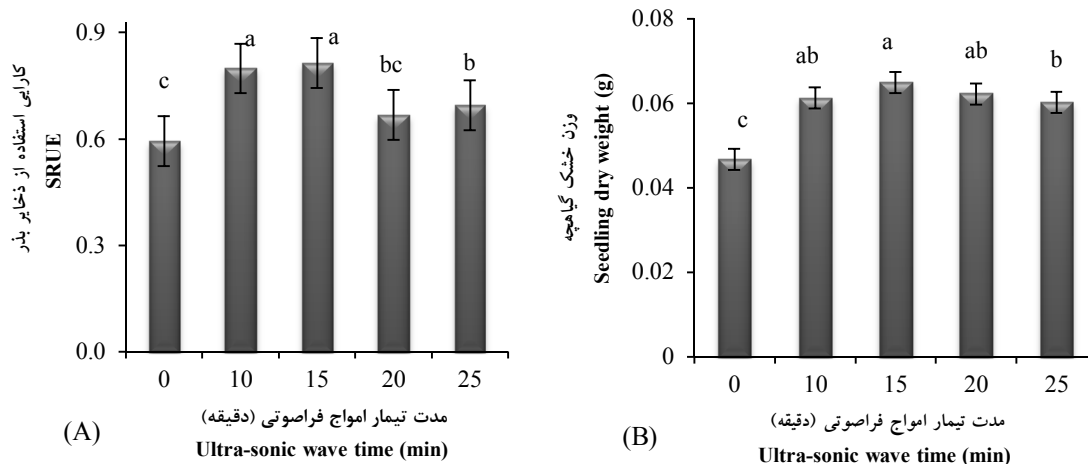 کارایی استفاده از ذخایر بذر
SRUE
0.9
0.6
0.3
0.0
c
a
a
bc
b
0
10
15
20
25
مدت تیمار امواج فراصوتی (دقیقه)
Ultra-sonic wave time (min)
(A)
وزن خشک گیاهچه
Seedling dry weight (g)
0.08
0.06
0.04
0.02
0
c
ab
a
ab
b
0
10
15
20
25
مدت تیمار امواج فراصوتی (دقیقه)
Ultra-sonic wave time (min)
(B)